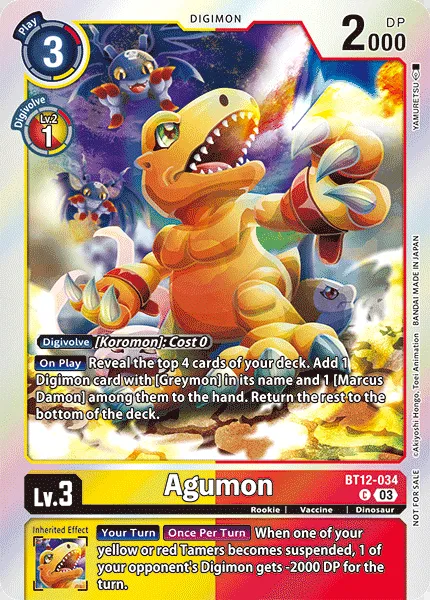 Play
3
DIGIMON
DP
2000
Digivolve
Lv.2
1
YAMURETSU
©Akiyoshi Hongo, Toei Animation BANDAI MADE IN JAPAN
NOT FOR SALE
Digivolve [Koromon]: Cost 0
On Play Reveal the top 4 cards of your deck. Add 1
Digimon card with [Greymon] in its name and 1 [Marcus
Damon] among them to the hand. Return the rest to the
bottom of the deck.
Lv.3
Agumon
BT12-034
C 03
Rookie | Vaccine | Dinosaur
Inherited Effect
Your Turn Once Per Turn When one of your
yellow or red Tamers becomes suspended, 1 of
your opponent's Digimon gets -2000 DP for
the turn.